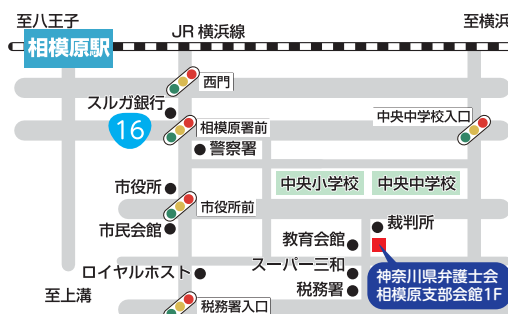 至八王子
至横浜
JR 横浜線
相模原駅
西門
スルガ銀行
中央中学校入口
16
相模原署前
警察署
中央小学校
中央中学校
市役所
市役所前
裁判所
市民会館
教育会館
スーパー三和
ロイヤルホスト
神奈川県弁護士会
相模原支部会館1F
税務署
至上溝
税務署入口